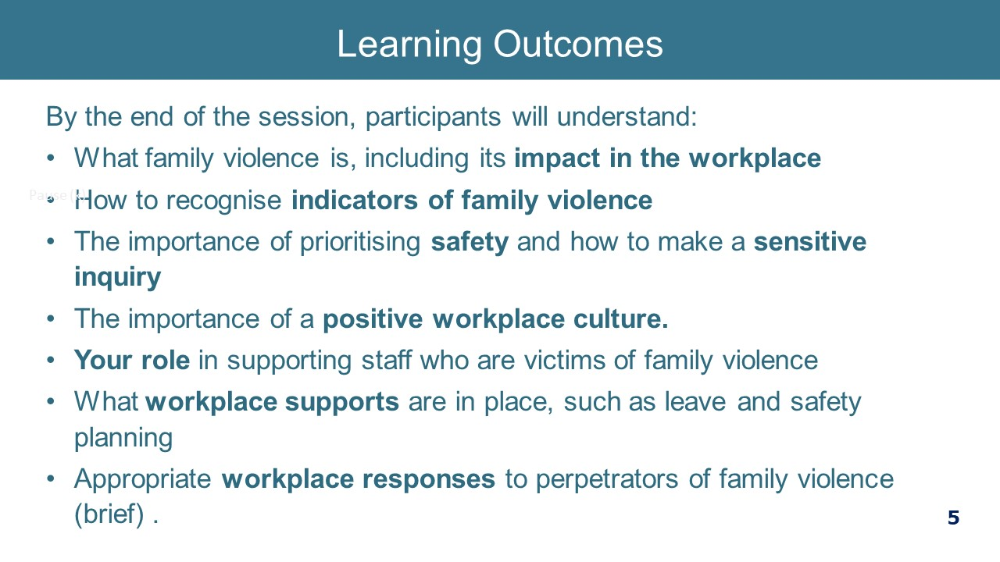 Learning Outcomes
By the end of the session, participants will understand:
• What family violence is, including its impact in the workplace
Pause (k)
• How to recognise indicators of family violence
• The importance of prioritising safety and how to make a sensitive
inquiry
• The importance of a positive workplace culture.
• Your role in supporting staff who are victims of family violence
• What workplace supports are in place, such as leave and safety
planning
• Appropriate workplace responses to perpetrators of family violence
(brief) .
5